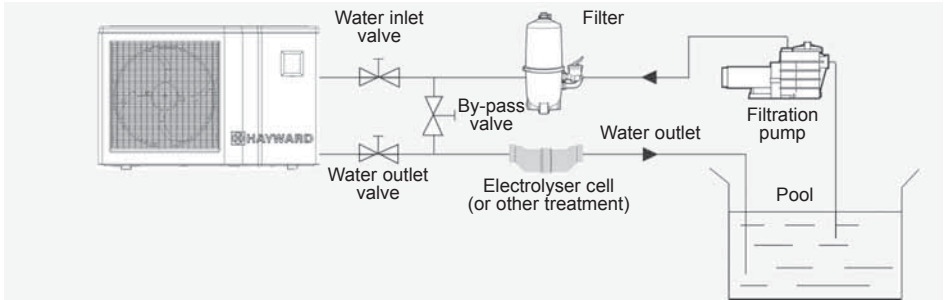 Water inlet
valve
Filter
HAYWARD
By-pass
valve
Filtration
pump
Water outlet
Water outlet
valve
Electrolyser cell
(or other treatment)
Pool